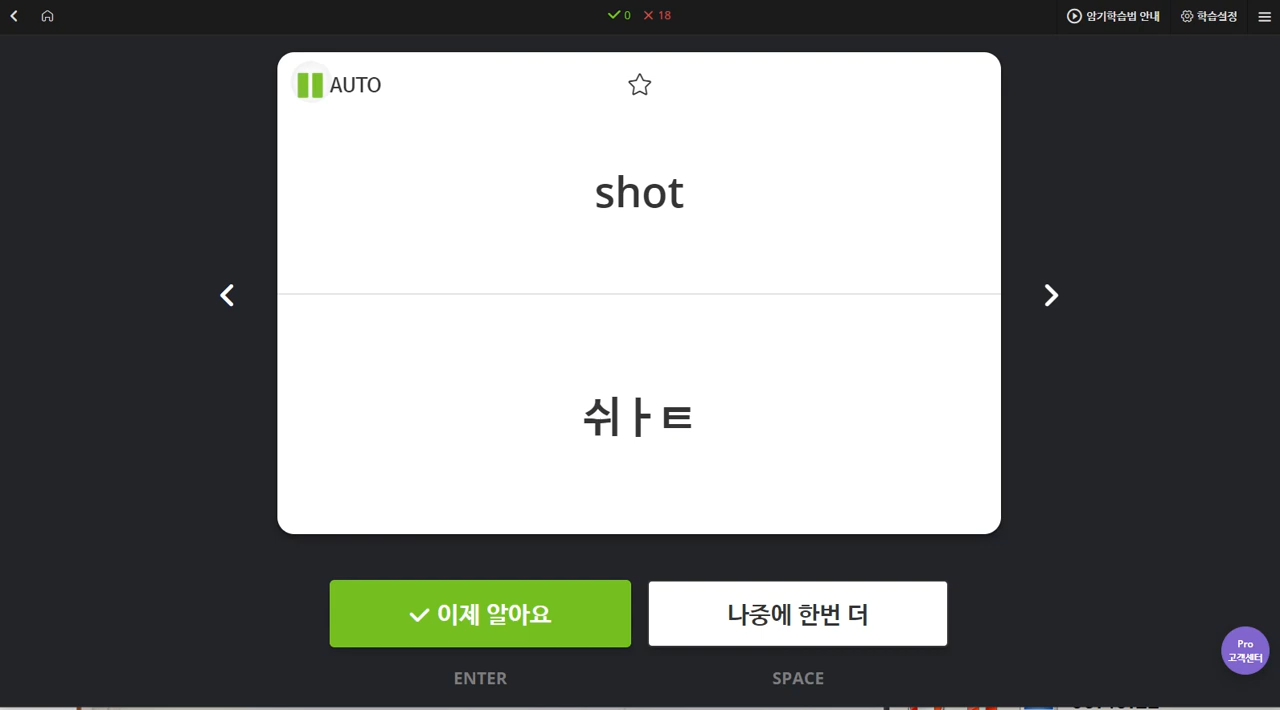 0 18 암기학습법 안내 학습설정
AUTO
shot
쉬ㅏㅌ
이제 알아요 나중에 한번 더
ENTER SPACE
Pro
고객센터